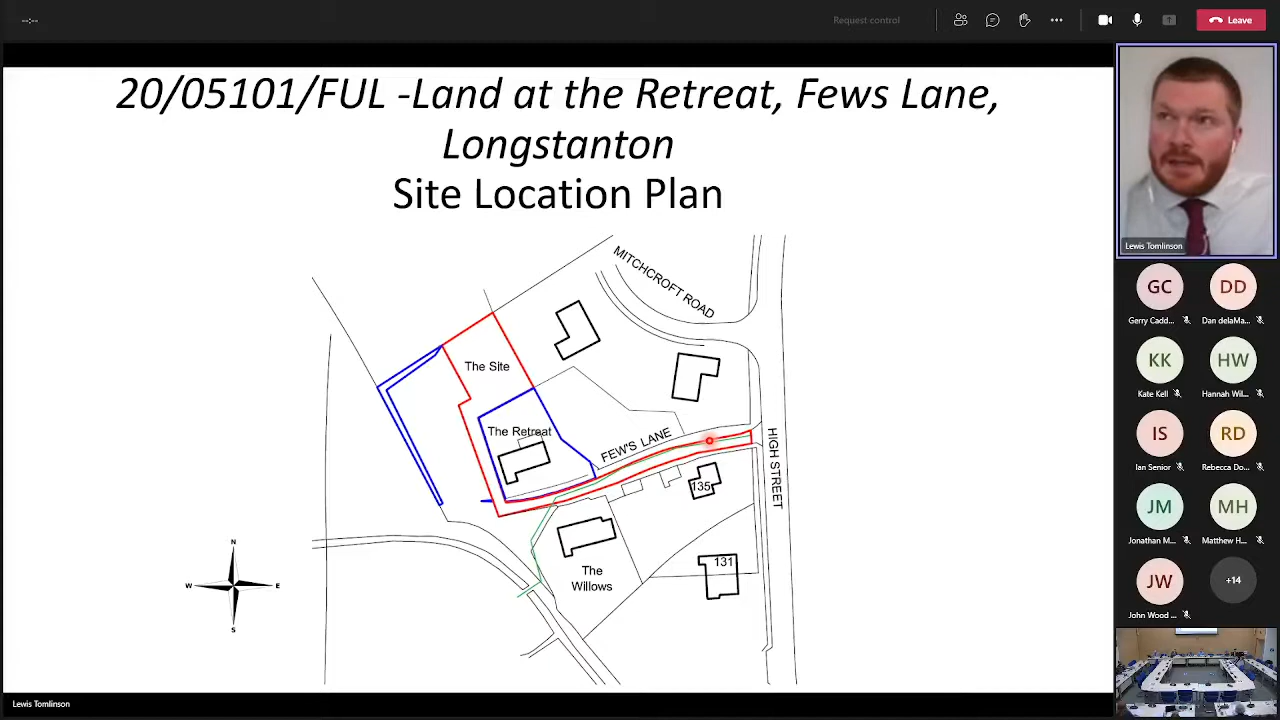 --:--
Request control
Leave
20/05101/FUL -Land at the Retreat, Fews Lane,
Longstanton
Site Location Plan
MITCHCROFT ROAD
The Site
The Retreat
FEW'S LANE
HIGH STREET
135
131
The
Willows
N
W
E
S
Lewis Tomlinson
GC
DD
Gerry Cadd...
Dan delaMa...
KK
HW
Kate Kell
Hannah Wil...
IS
RD
Ian Senior
Rebecca Do...
JM
MH
Jonathan M...
Matthew H...
JW
+14
John Wood ...
Lewis Tomlinson